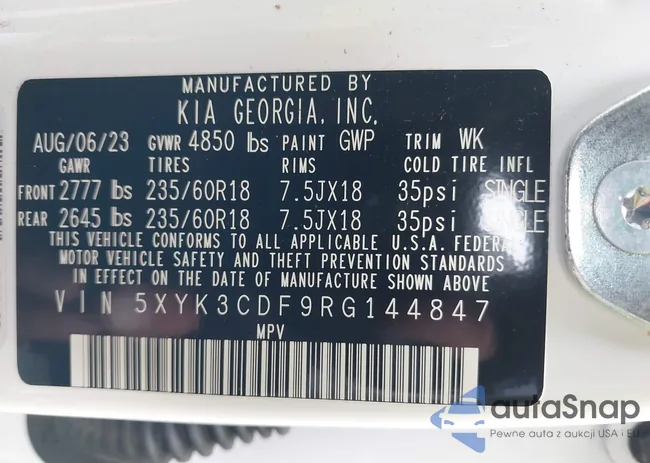 MANUFACTURED BY
KIA GEORGIA, INC.
AUG/06/23 GVWR 4850 lbs PAINT GWP TRIM WK
GAWR TIRES RIMS COLD TIRE INFL
FRONT 2777 lbs 235/60R18 7.5JX18 35psi SINGLE
REAR 2645 lbs 235/60R18 7.5JX18 35psi SINGLE
THIS VEHICLE CONFORMS TO ALL APPLICABLE U.S.A. FEDERAL
MOTOR VEHICLE SAFETY AND THEFT PREVENTION STANDARDS
IN EFFECT ON THE DATE OF MANUFACTURE SHOWN ABOVE
VIN 5XYK3CDF9RG144847
MPV
autaSnap
Pewne auta z aukcji USA i EU